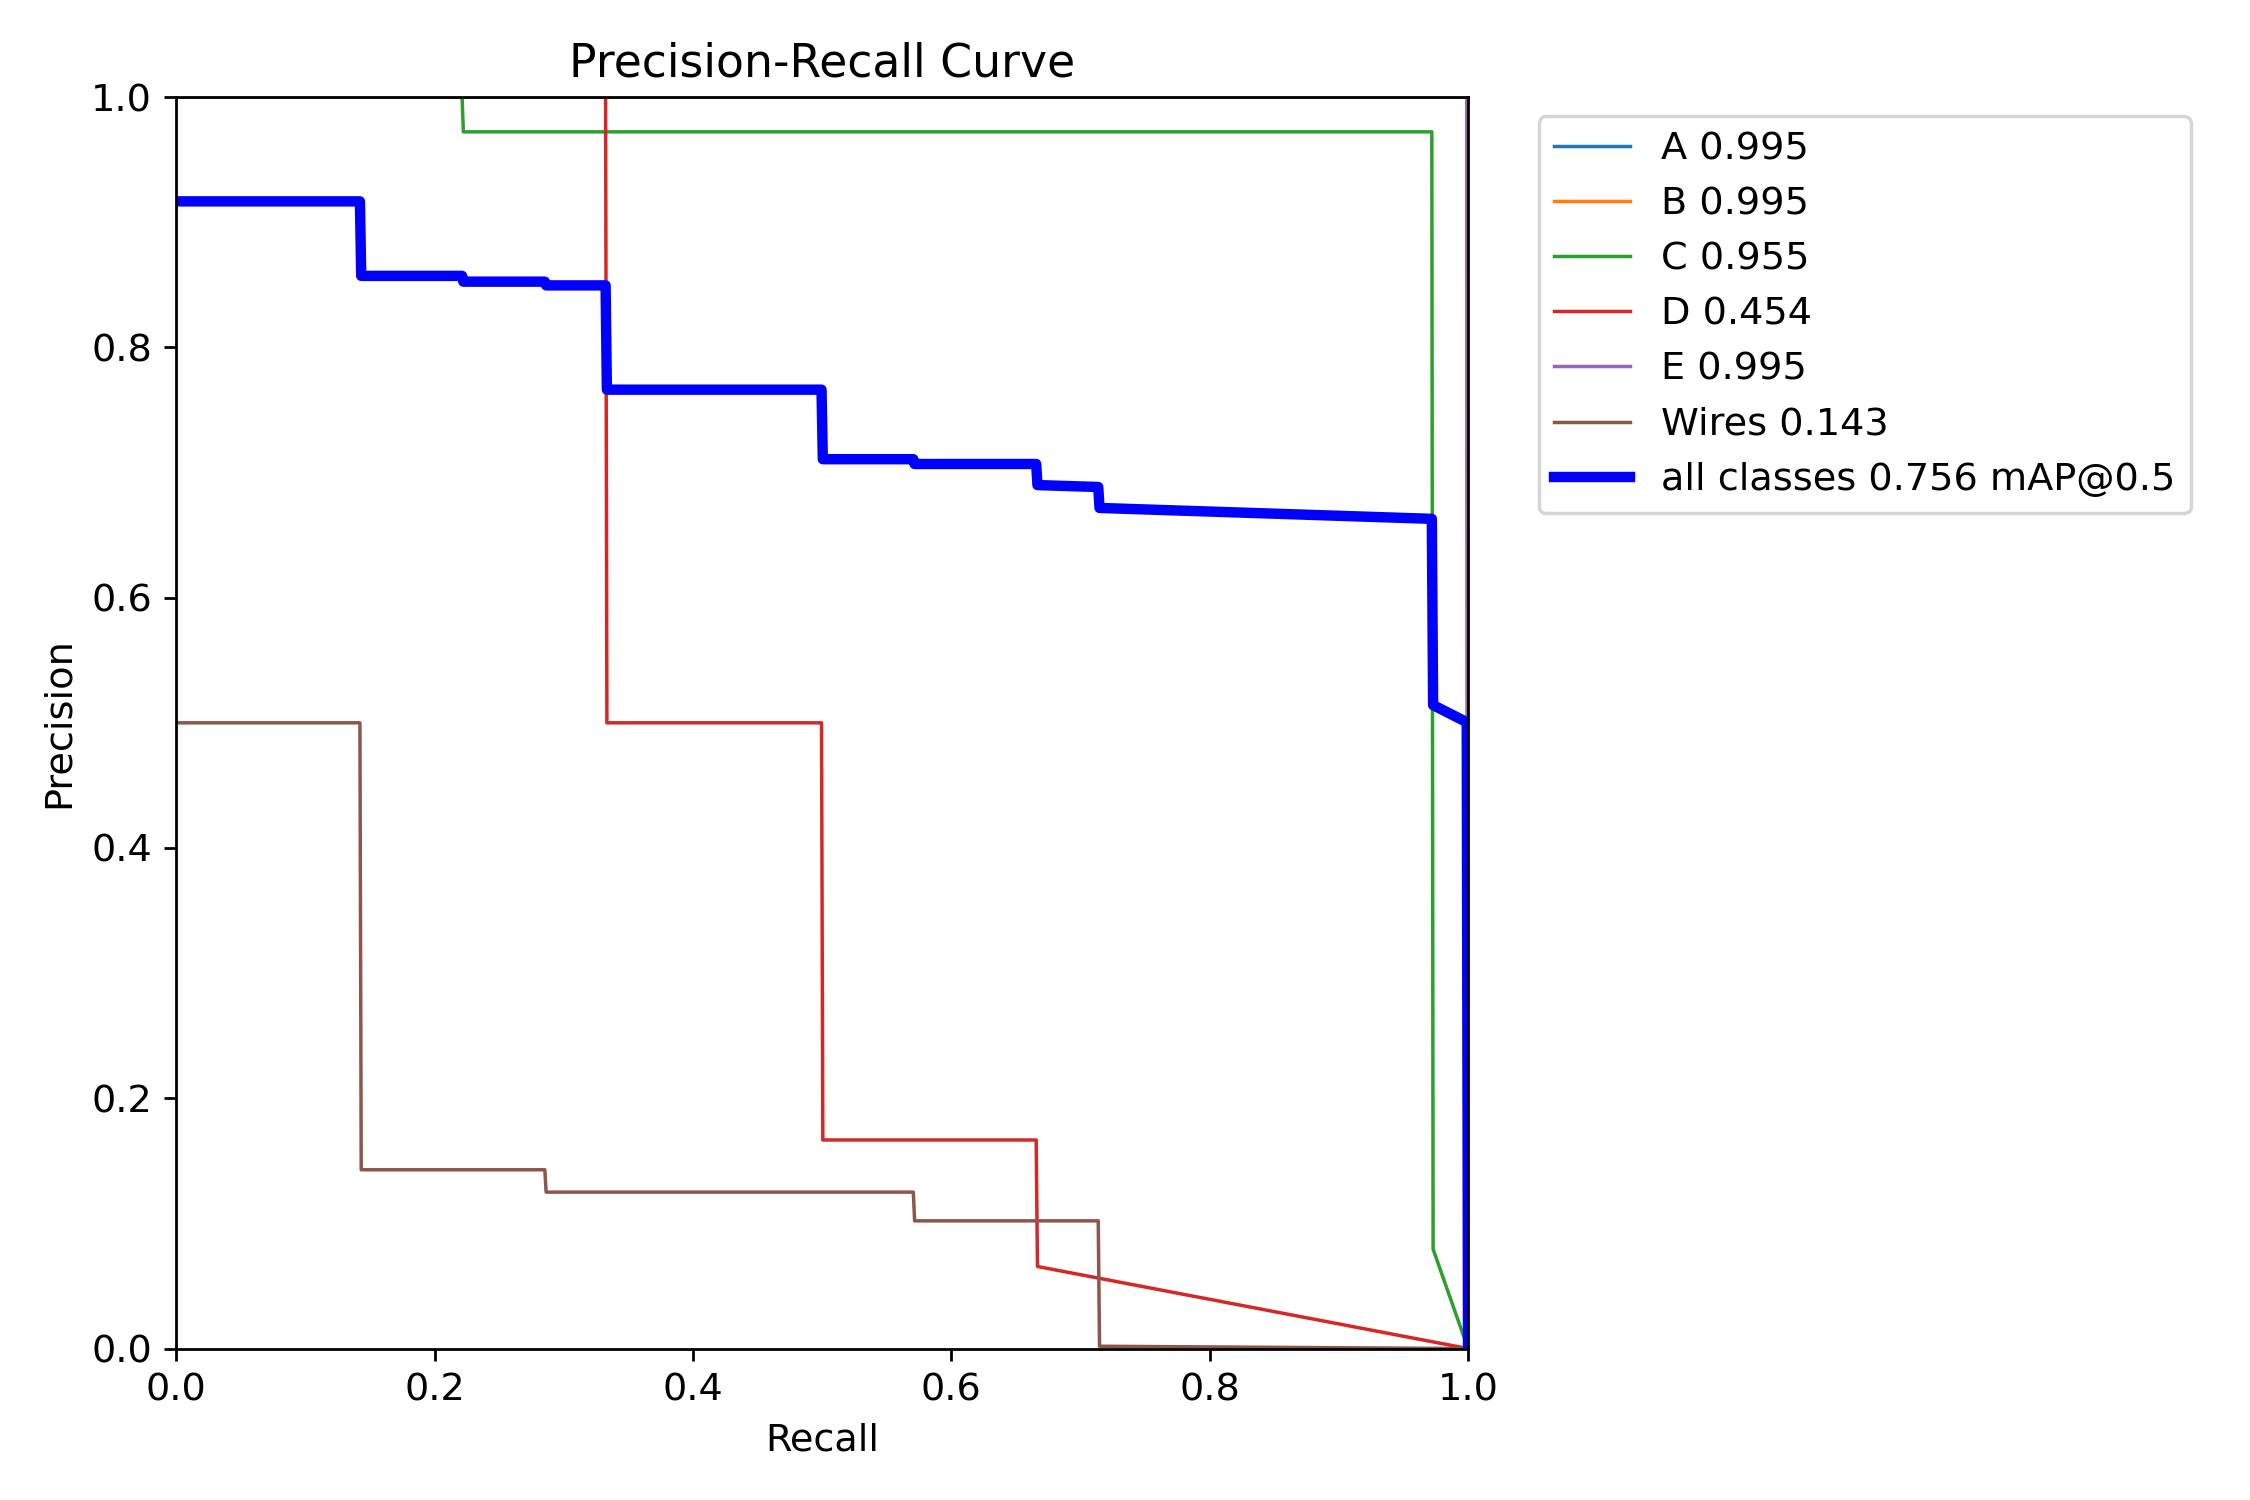 Precision-Recall Curve
1.0
0.8
0.6
0.4
0.2
0.0
Precision
0.0 0.2 0.4 0.6 0.8 1.0
Recall
A 0.995
B 0.995
C 0.955
D 0.454
E 0.995
Wires 0.143
all classes 0.756 mAP@0.5